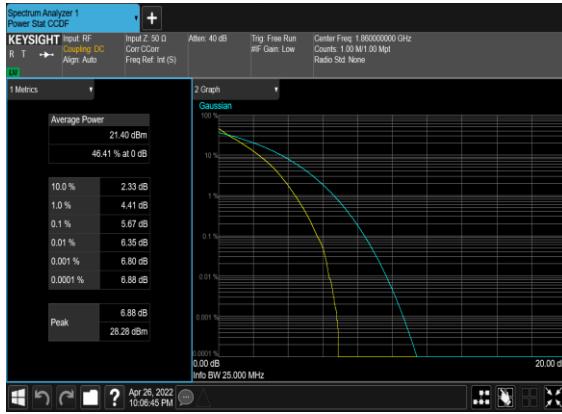 Spectrum Analyzer 1
Power Stat CCDF
KEYSIGHT
R T
Input: RF
Coupling: DC
Align: Auto
Input Z: 50 Ω
Corr CCorr
Freq Ref: Int (S)
Atten: 40 dB
Trig: Free Run
#IF Gain: Low
Center Freq: 1.860000000 GHz
Counts: 1.00 M/1.00 Mpt
Radio Std: None
1 Metrics
Average Power
21.40 dBm
46.41 % at 0 dB
10.0 % 2.33 dB
1.0 % 4.41 dB
0.1 % 5.67 dB
0.01 % 6.35 dB
0.001 % 6.80 dB
0.0001 % 6.88 dB
Peak
6.88 dB
28.28 dBm
2 Graph
Gaussian
100 %
10 %
1 %
0.1 %
0.01 %
0.001 %
0.0001 %
0.00 dB
20.00 d
Info BW 25.000 MHz
?
Apr 26, 2022
10:06:45 PM